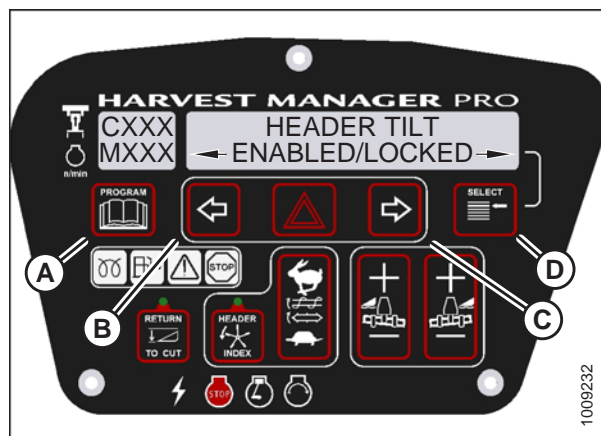 HARVEST MANAGER PRO
CXXX
MXXX
HEADER TILT
ENABLED/LOCKED
n/min
PROGRAM
SELECT
A
B
C
D
STOP
RETURN
TO CUT
HEADER
INDEX
STOP
1009232